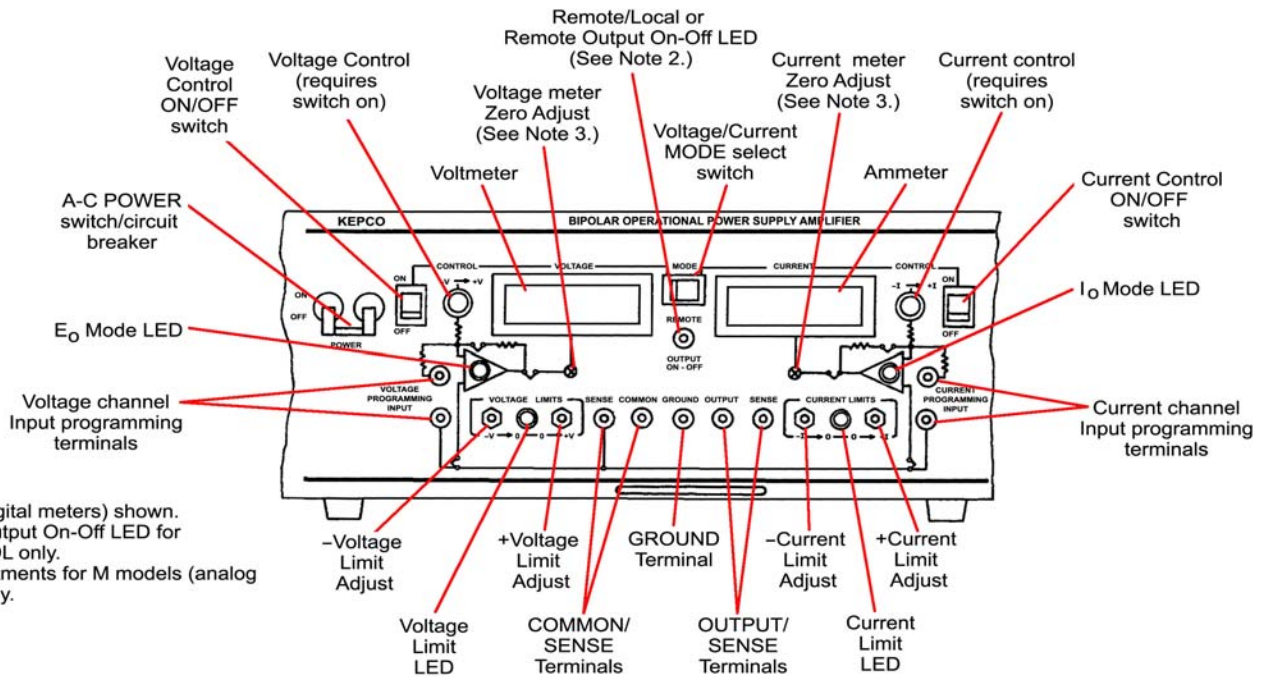 Remote/Local or
Remote Output On-Off LED
(See Note 2.)
Voltage
Control
ON/OFF
switch
Voltage Control
(requires
switch on)
Voltage meter
Zero Adjust
(See Note 3.)
Voltage/Current
MODE select
switch
Current meter
Zero Adjust
(See Note 3.)
Current control
(requires
switch on)
Voltmeter
Ammeter
A-C POWER
switch/circuit
breaker
Current Control
ON/OFF
switch
KEPCO
BIPOLAR OPERATIONAL POWER SUPPLY AMPLIFIER
CONTROL
VOLTAGE
MODE
CURRENT
CONTROL
ON
-V → +V
-I → +I
ON
ON
OFF
OFF
OFF
POWER
REMOTE
OUTPUT
ON - OFF
EO Mode LED
IO Mode LED
VOLTAGE
PROGRAMMING
INPUT
CURRENT
PROGRAMMING
INPUT
VOLTAGE LIMITS
SENSE
COMMON
GROUND
OUTPUT
SENSE
CURRENT LIMITS
-V → 0
0 → +V
-I → 0
0 → -I
Voltage channel
Input programming
terminals
Current channel
Input programming
terminals
gital meters) shown.
utput On-Off LED for
DL only.
tments for M models (analog
y.
–Voltage
Limit
Adjust
+Voltage
Limit
Adjust
GROUND
Terminal
–Current
Limit
Adjust
+Current
Limit
Adjust
Voltage
Limit
LED
COMMON/
SENSE
Terminals
OUTPUT/
SENSE
Terminals
Current
Limit
LED